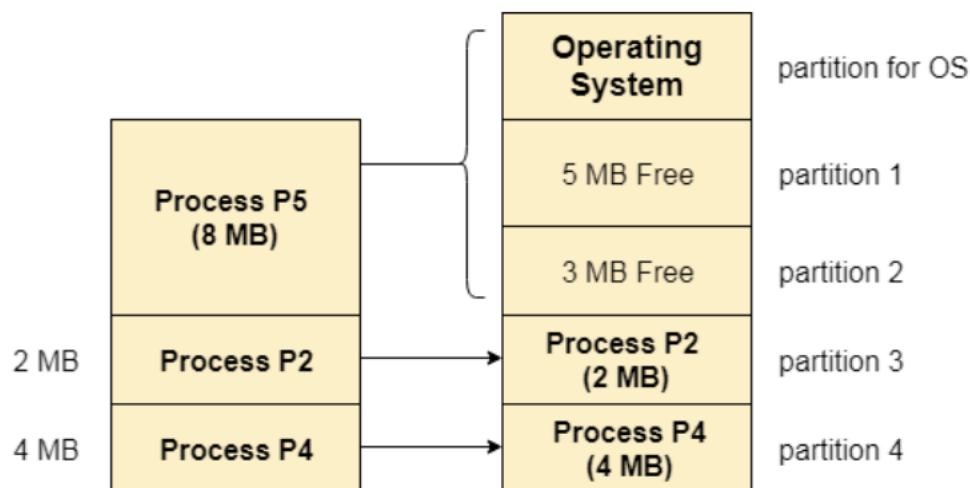 Operating
System
partition for OS
Process P5
(8 MB)
5 MB Free
partition 1
3 MB Free
partition 2
2 MB
Process P2
Process P2
(2 MB)
partition 3
4 MB
Process P4
Process P4
(4 MB)
partition 4